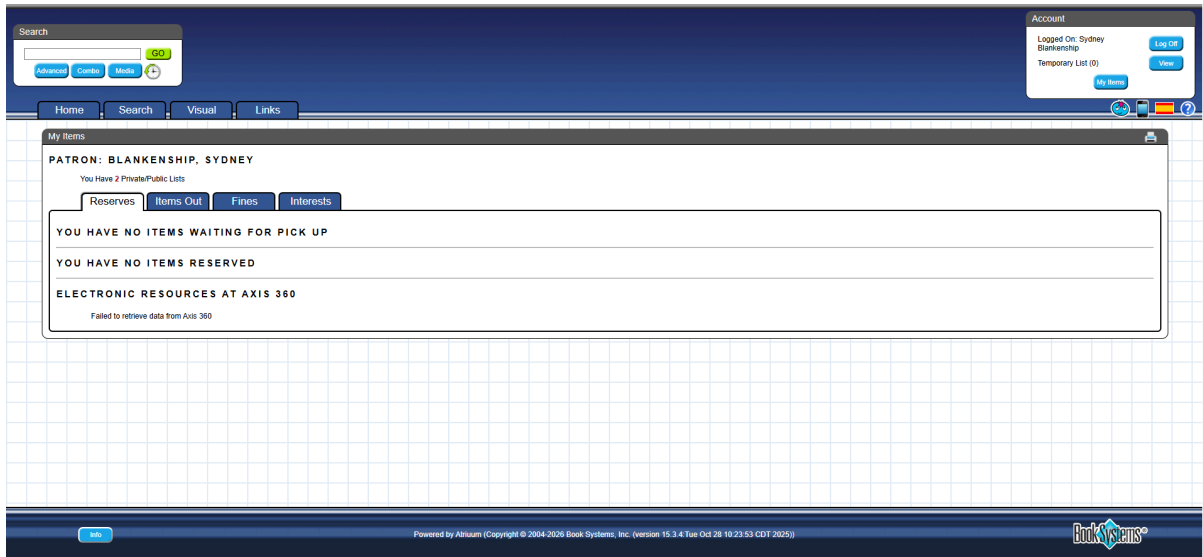 Search
GO
Advanced Combo Media
Account
Logged On: Sydney
Blankenship
Log Off
Temporary List (0)
View
My Items
Home Search Visual Links
?
My Items
PATRON: BLANKENSHIP, SYDNEY
You Have 2 Private/Public Lists
Reserves Items Out Fines Interests
YOU HAVE NO ITEMS WAITING FOR PICK UP
YOU HAVE NO ITEMS RESERVED
ELECTRONIC RESOURCES AT AXIS 360
Failed to retrieve data from Axis 360
Info
Powered by Atriuum (Copyright © 2004-2026 Book Systems, Inc. (version 15.3.4:Tue Oct 28 10:23:53 CDT 2025))
BookSystems®